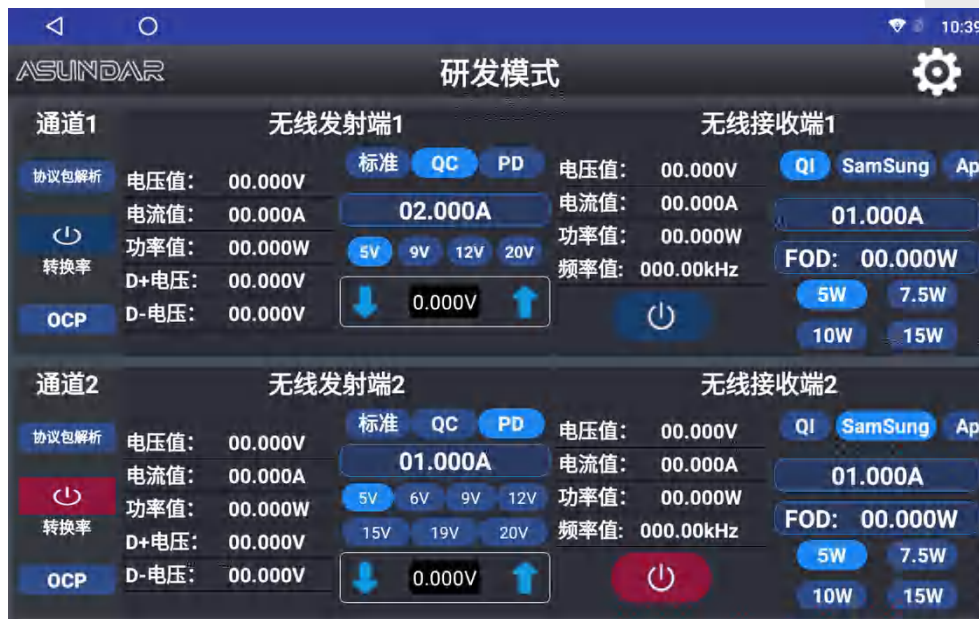 10:39
ASUNDAR
研发模式
通道1
无线发射端1
无线接收端1
协议包解析
转换率
OCP
电压值: 00.000V
电流值: 00.000A
功率值: 00.000W
D+电压: 00.000V
D-电压: 00.000V
标准 QC PD
02.000A
5V 9V 12V 20V
0.000V
电压值: 00.000V
电流值: 00.000A
功率值: 00.000W
频率值: 000.00kHz
QI SamSung Ap
01.000A
FOD: 00.000W
5W 7.5W
10W 15W
通道2
无线发射端2
无线接收端2
协议包解析
转换率
OCP
电压值: 00.000V
电流值: 00.000A
功率值: 00.000W
D+电压: 00.000V
D-电压: 00.000V
标准 QC PD
01.000A
5V 6V 9V 12V
15V 19V 20V
0.000V
电压值: 00.000V
电流值: 00.000A
功率值: 00.000W
频率值: 000.00kHz
QI SamSung Ap
01.000A
FOD: 00.000W
5W 7.5W
10W 15W